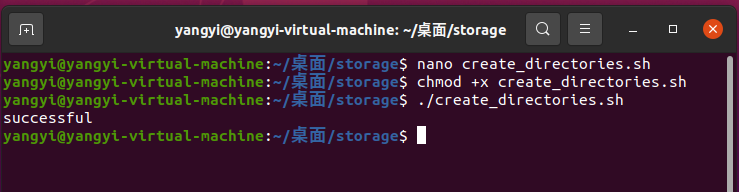 yangyi@yangyi-virtual-machine: ~/桌面/storage
yangyi@yangyi-virtual-machine:~/桌面/storage$ nano create_directories.sh
yangyi@yangyi-virtual-machine:~/桌面/storage$ chmod +x create_directories.sh
yangyi@yangyi-virtual-machine:~/桌面/storage$ ./create_directories.sh
successful
yangyi@yangyi-virtual-machine:~/桌面/storage$